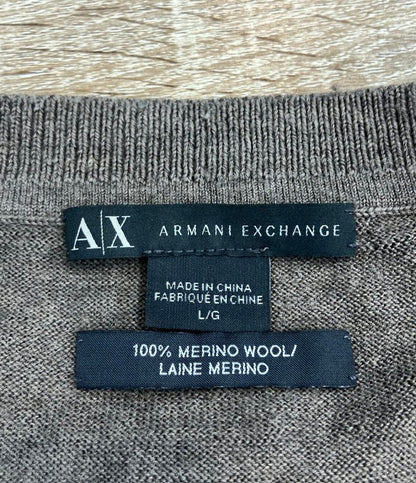 A|X ARMANI EXCHANGE
MADE IN CHINA
FABRIQUÉ EN CHINE
L/G
100% MERINO WOOL/
LAINE MERINO